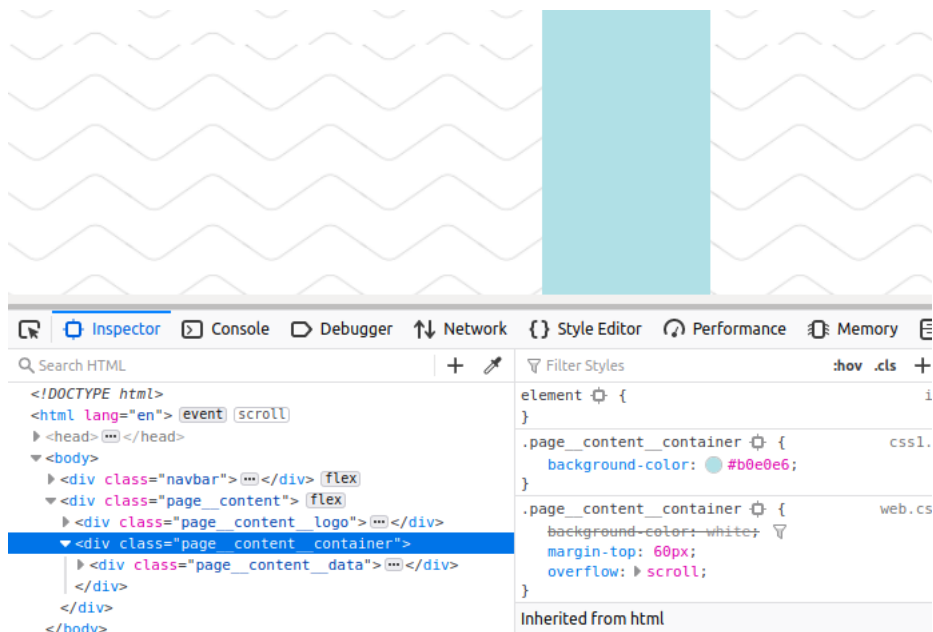 Inspector Console Debugger Network Style Editor Performance Memory
Search HTML
<!DOCTYPE html>
<html lang="en"> event scroll
<head> ⋯ </head>
<body>
<div class="navbar"> ⋯ </div> flex
<div class="page__content"> flex
<div class="page__content__logo"> ⋯ </div>
<div class="page__content__container">
<div class="page__content__data"> ⋯ </div>
</div>
</div>
</body>
Filter Styles :hov .cls +
element { i
}
.page__content__container { css1.
background-color: #b0e0e6;
}
.page__content__container { web.cs
background-color: white;
margin-top: 60px;
overflow: scroll;
}
Inherited from html